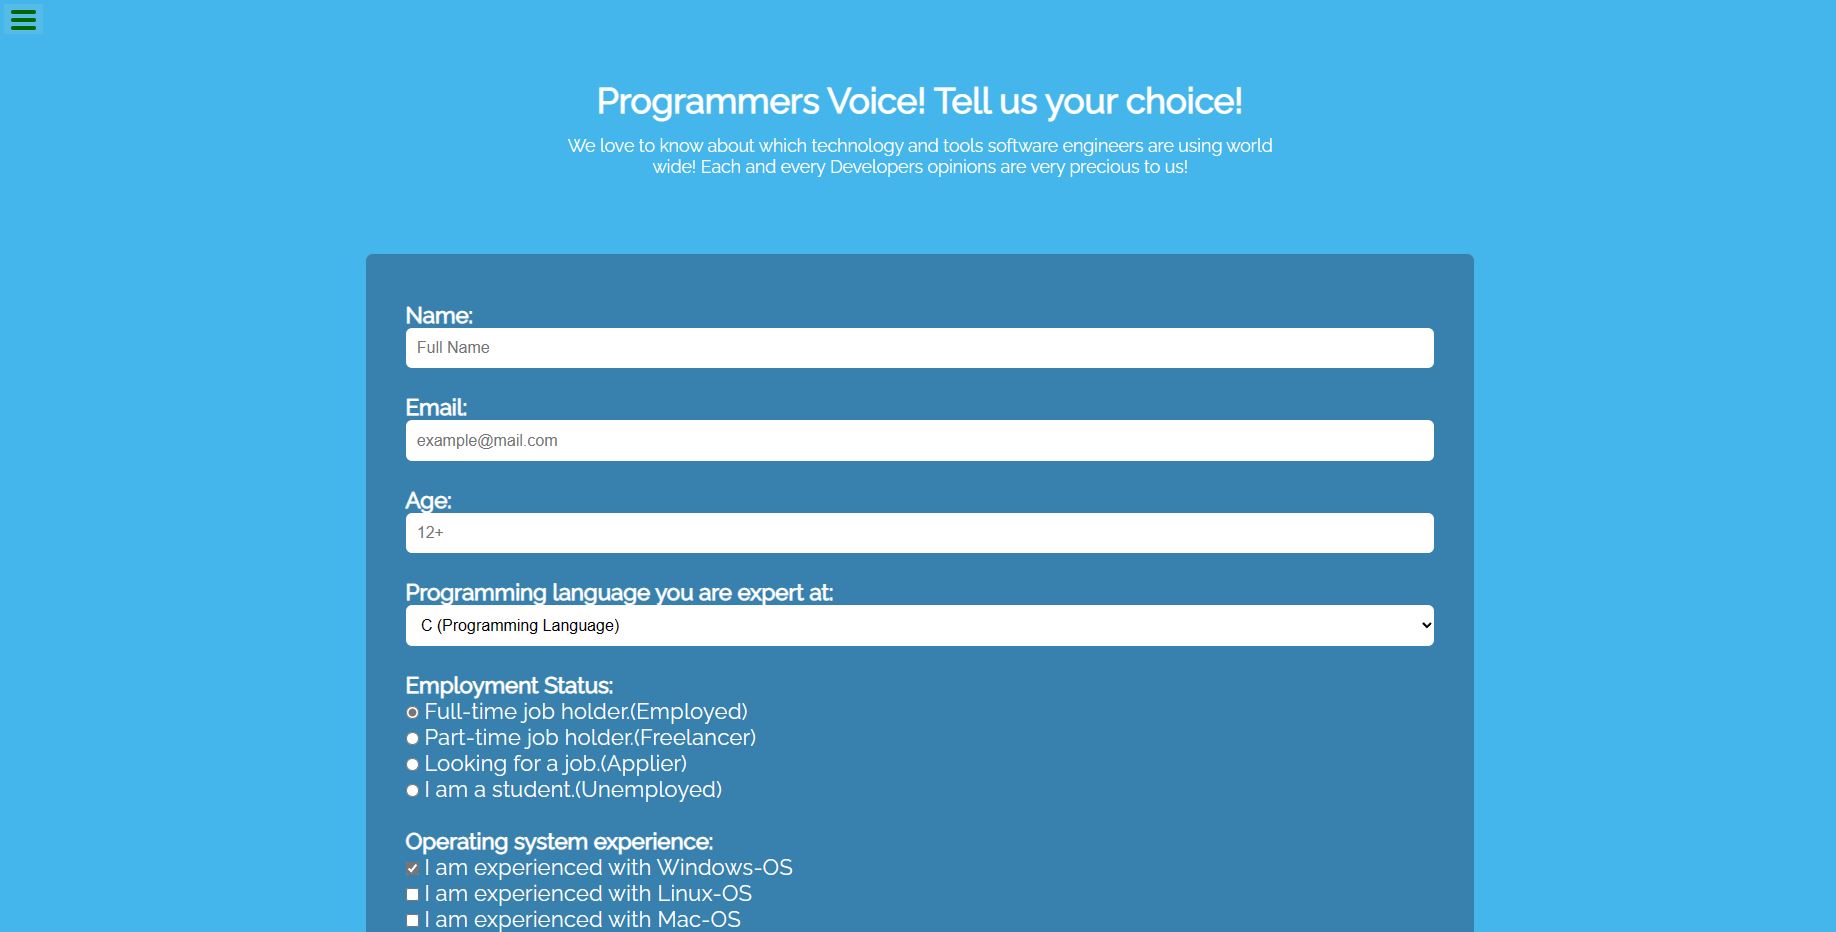 Programmers Voice! Tell us your choice!
We love to know about which technology and tools software engineers are using world
wide! Each and every Developers opinions are very precious to us!
Name:
Full Name
Email:
example@mail.com
Age:
12+
Programming language you are expert at:
C (Programming Language)
Employment Status:
Full-time job holder.(Employed)
Part-time job holder.(Freelancer)
Looking for a job.(Applier)
I am a student.(Unemployed)
Operating system experience:
I am experienced with Windows-OS
I am experienced with Linux-OS
I am experienced with Mac-OS